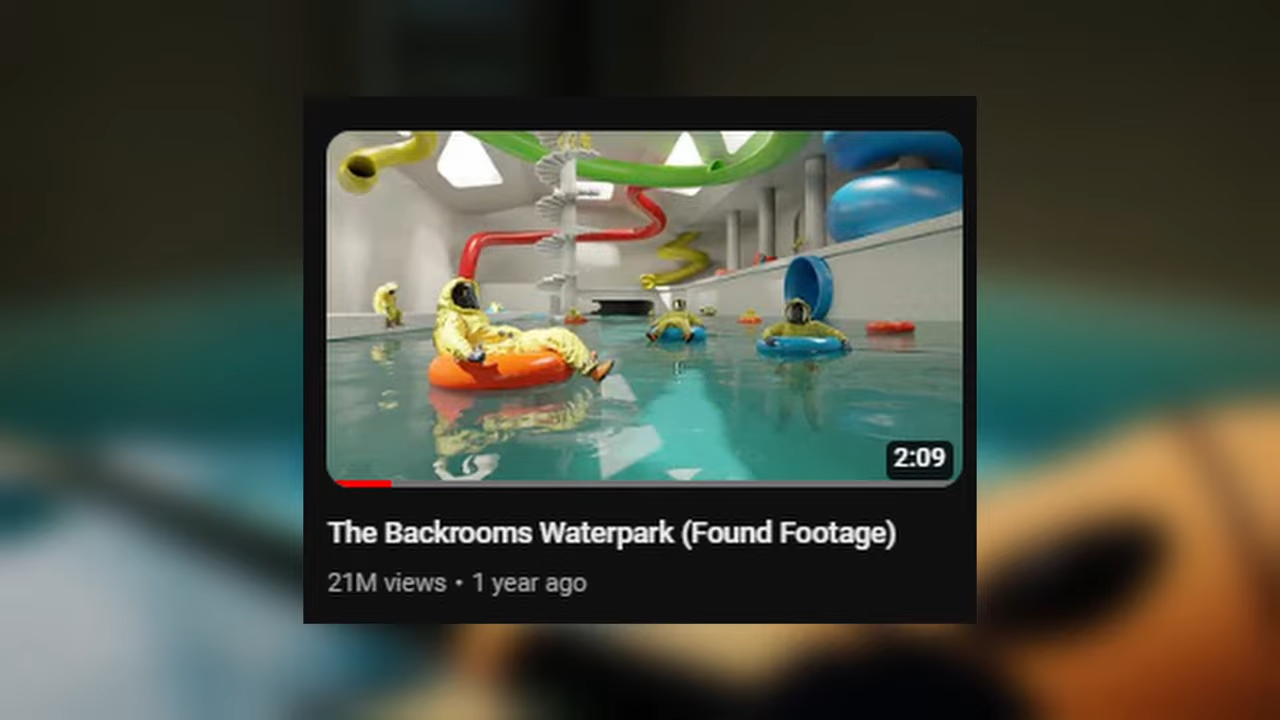 2:09
The Backrooms Waterpark (Found Footage)
21M views • 1 year ago